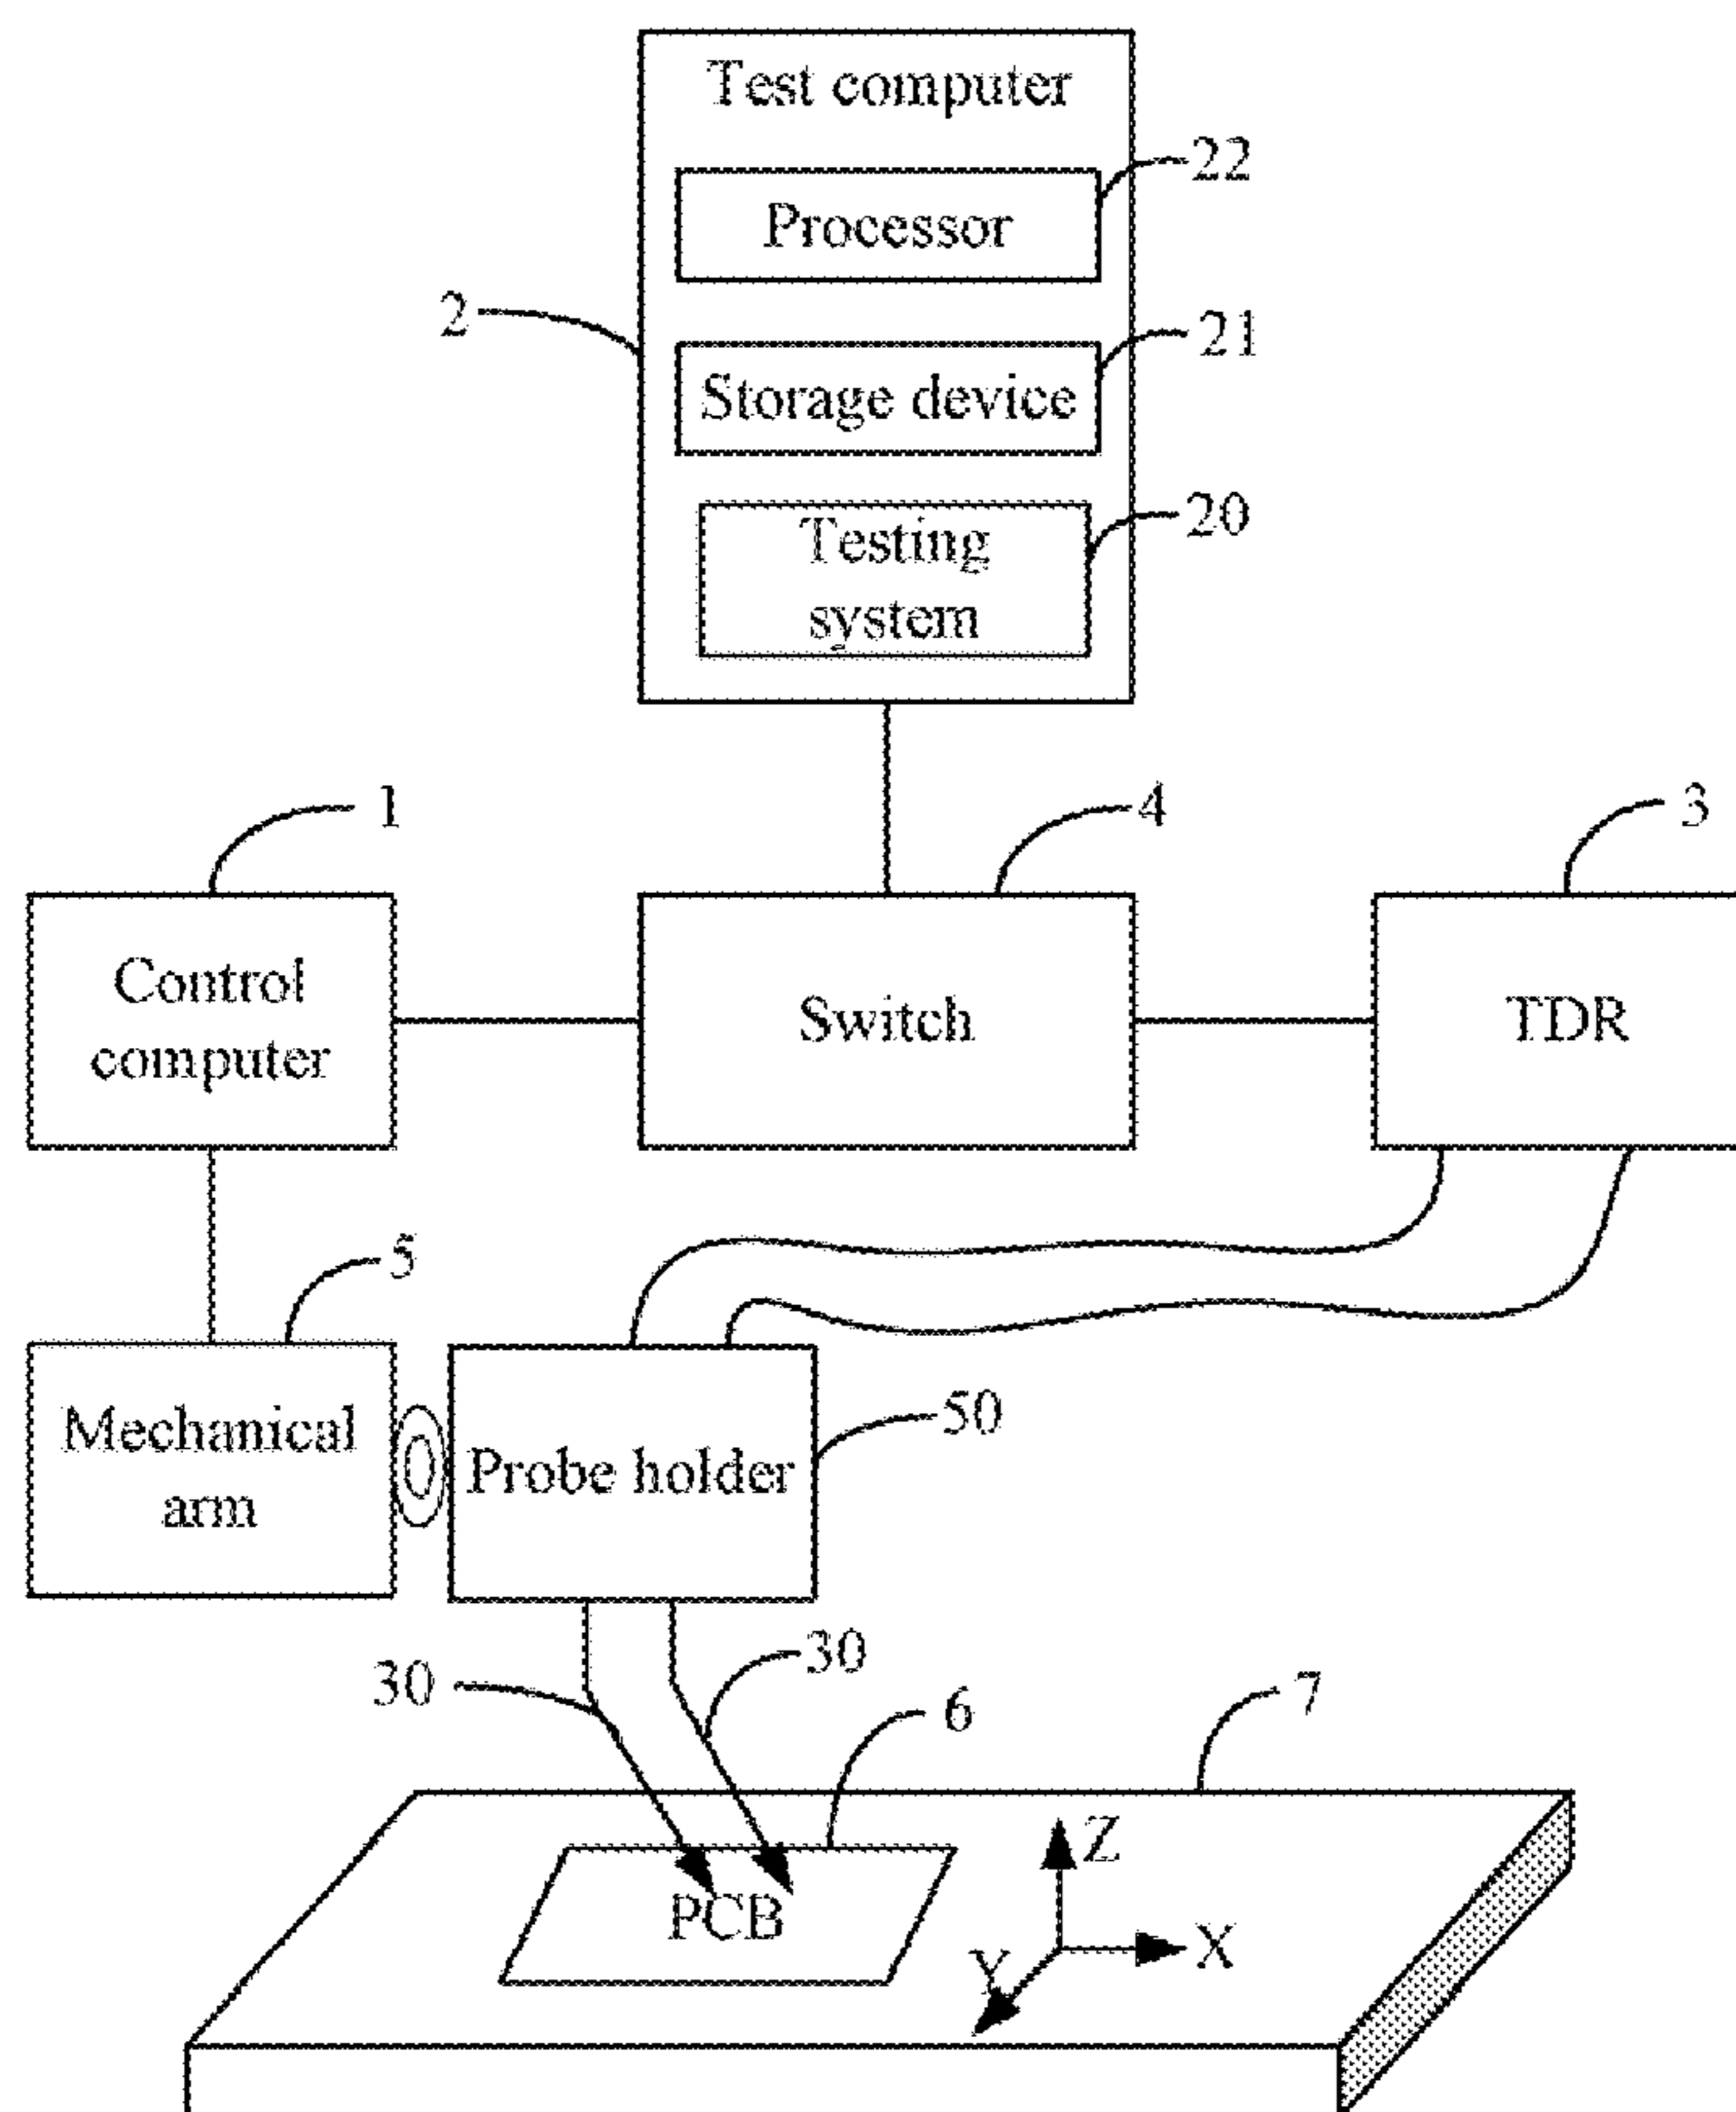 Test computer
22
Processor
2
21
Storage device
20
Testing
system
1
4
3
Control
computer
Switch
TDR
5
50
Mechanical
arm
Probe holder
30
30
6
7
Z
PCB
X
Y